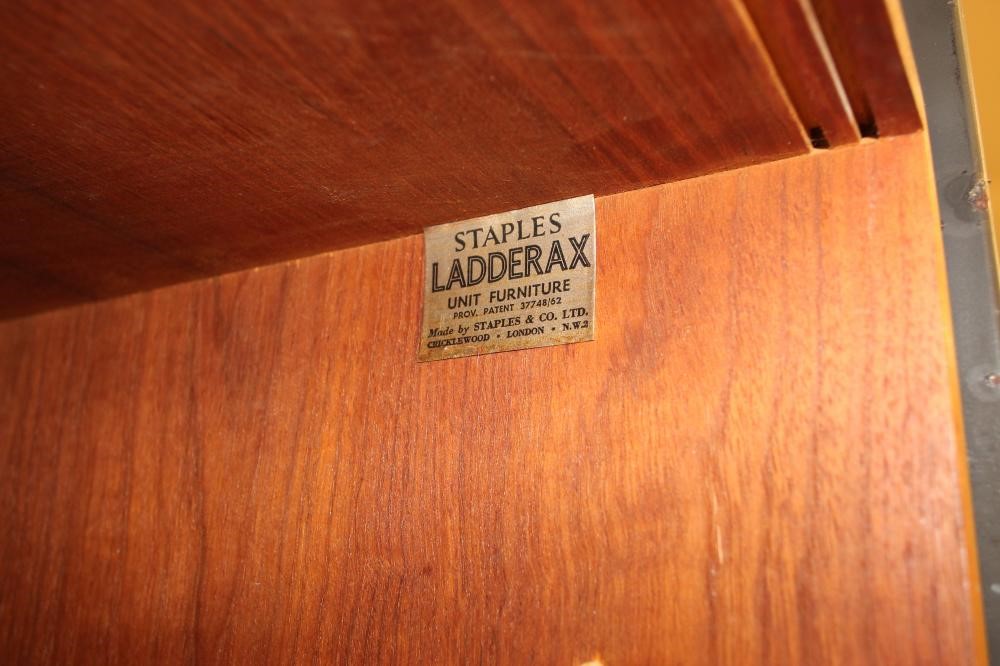 STAPLES
LADDERAX
UNIT FURNITURE
PROV. PATENT 37748/62
Made by STAPLES & CO. LTD.
CRICKLEWOOD • LONDON • N.W.2